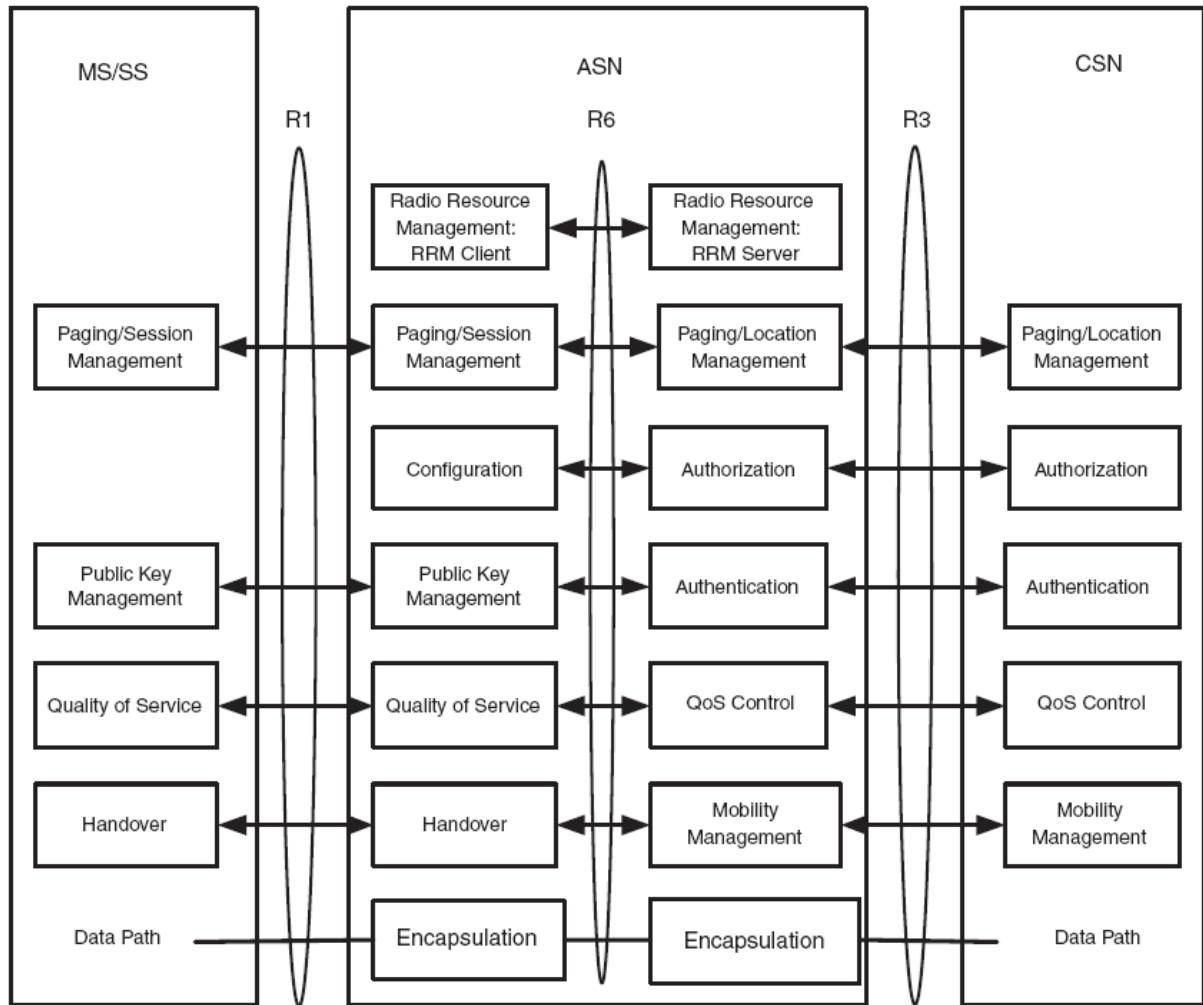 MS/SS
ASN
CSN
R1
R6
R3
Radio Resource
Management:
RRM Client
Radio Resource
Management:
RRM Server
Paging/Session
Management
Paging/Session
Management
Paging/Location
Management
Paging/Location
Management
Configuration
Authorization
Authorization
Public Key
Management
Public Key
Management
Authentication
Authentication
Quality of Service
Quality of Service
QoS Control
QoS Control
Handover
Handover
Mobility
Management
Mobility
Management
Data Path
Encapsulation
Encapsulation
Data Path